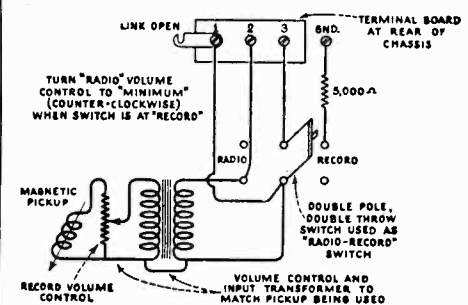 LINK OPEN
1 2 3 GND.
TERMINAL BOARD
AT REAR OF
CHASSIS
TURN "RADIO" VOLUME
CONTROL TO "MINIMUM"
(COUNTER-CLOCKWISE)
WHEN SWITCH IS AT "RECORD"
5,000 Ω
RADIO
RECORD
MAGNETIC
PICKUP
DOUBLE POLE,
DOUBLE THROW
SWITCH USED AS
"RADIO-RECORD"
SWITCH
RECORD VOLUME
CONTROL
VOLUME CONTROL AND
INPUT TRANSFORMER TO
MATCH PICKUP BEING USED